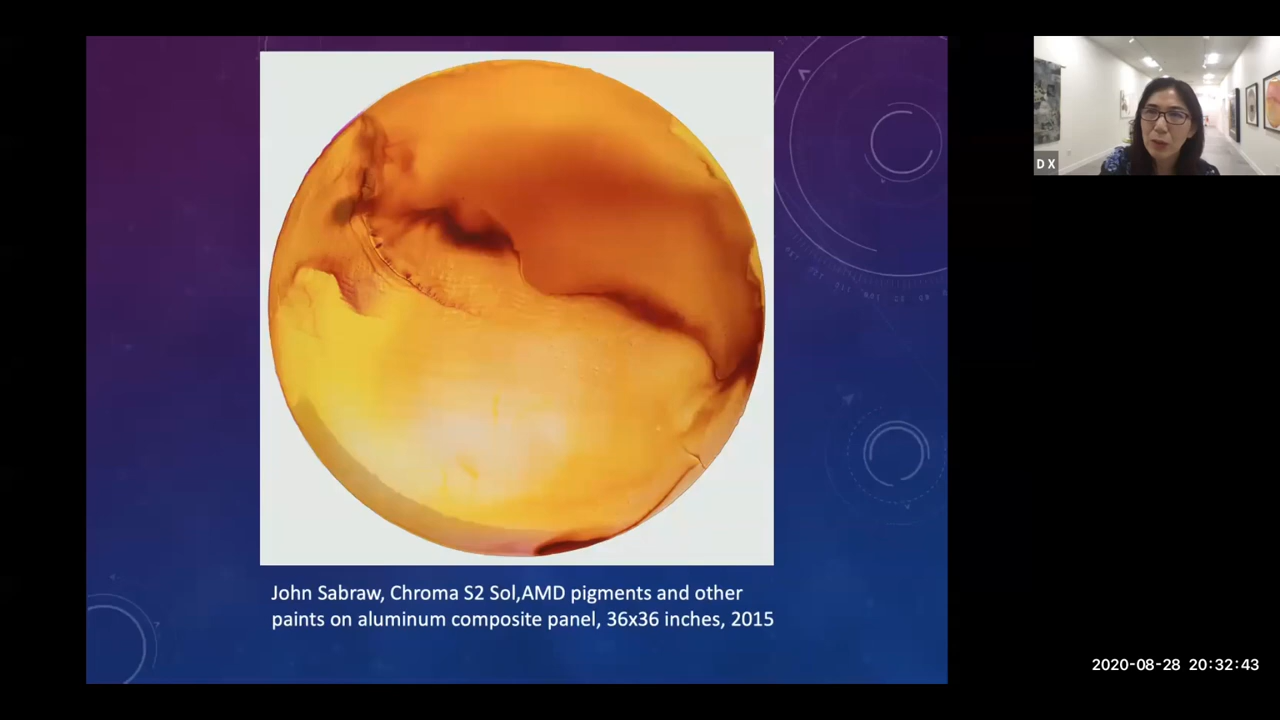 John Sabraw, Chroma S2 Sol,AMD pigments and other
paints on aluminum composite panel, 36x36 inches, 2015
D X
2020-08-28 20:32:43